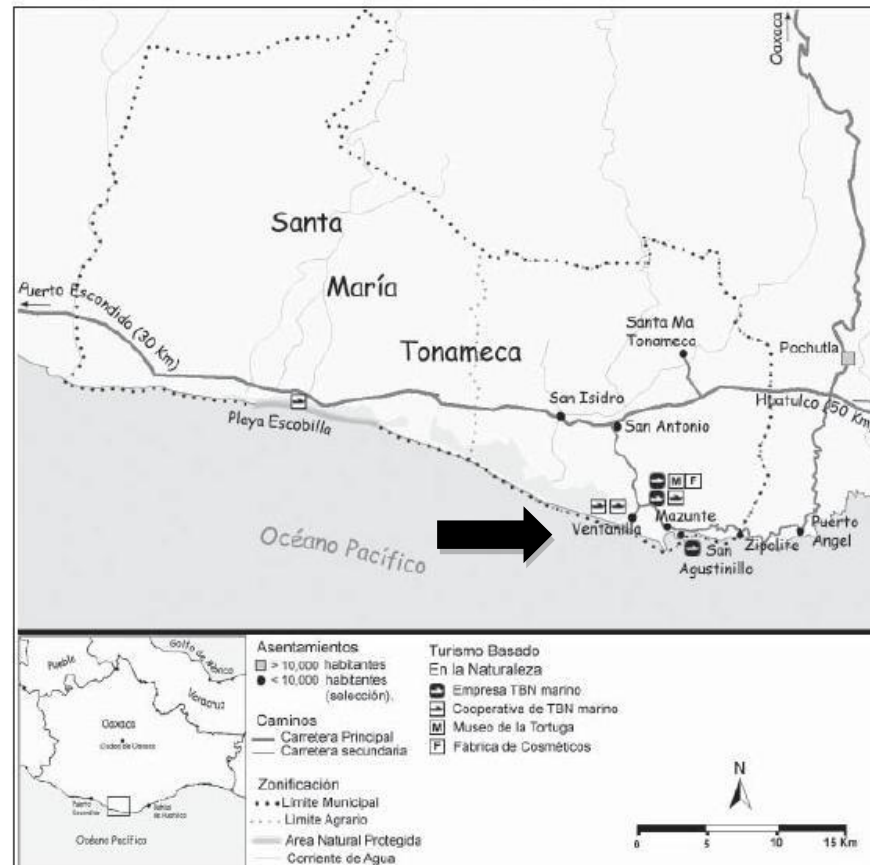 Oaxaca
Santa
María
Tonameca
Puerto Escondido (30 Km)
Santa Ma
Tonameca
Pochutla
San Isidro
Huatulco (50 Km)
Playa Escobilla
San Antonio
M F
Mazunte
Ventanilla
Puerto
Angel
Zipolite
San
Agustinillo
Océano Pacífico
Golfo de México
Puebla
Veracruz
Oaxaca
Ciudad de Oaxaca
Puerto
Escondido
Bahías
de Huatulco
Océano Pacífico
Asentamientos
> 10,000 habitantes
< 10,000 habitantes
(selección).
Caminos
Carretera Principal
Carretera secundaria
Zonificación
Limite Municipal
Limite Agrario
Area Natural Protegida
Corriente de Agua
Turismo Basado
En la Naturaleza
Empresa TBN marino
Cooperativa de TBN marino
M Museo de la Tortuga
F Fábrica de Cosméticos
N
0 5 10 15 Km